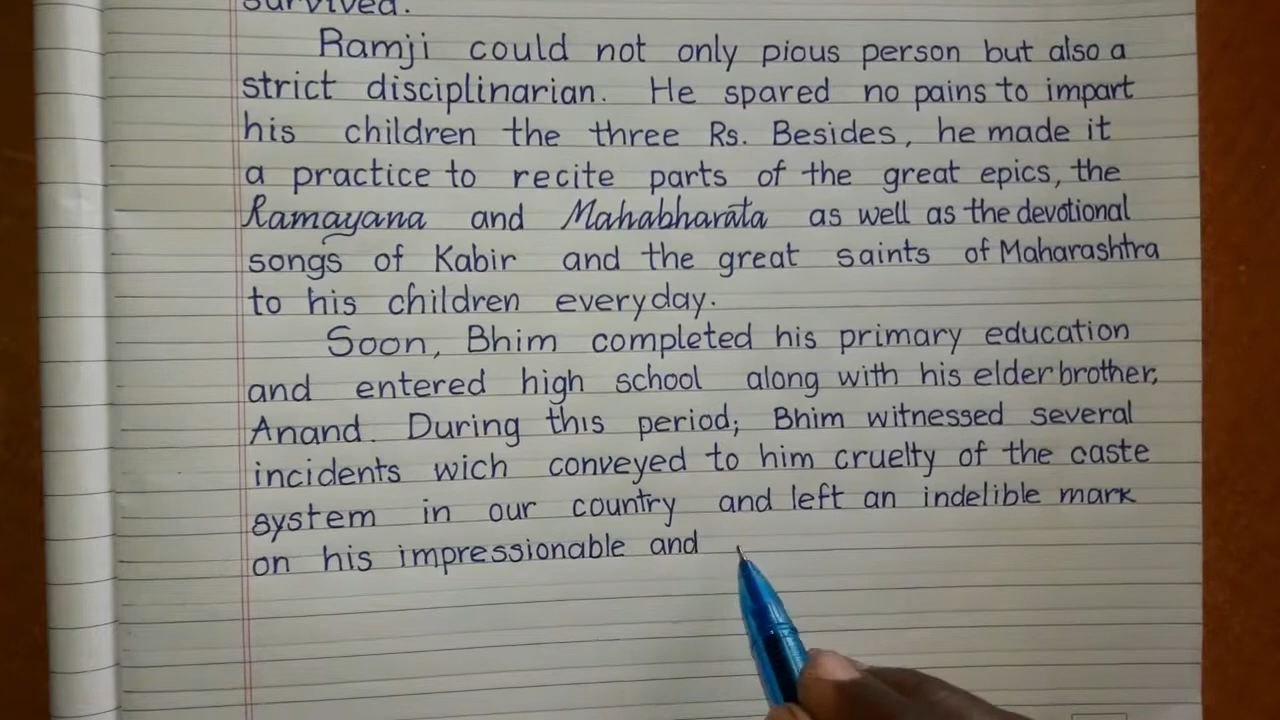 survived.
Ramji could not only pious person but also a
strict disciplinarian. He spared no pains to impart
his children the three Rs. Besides, he made it
a practice to recite parts of the great epics, the
Ramayana and Mahabharata as well as the devotional
songs of Kabir and the great saints of Maharashtra
to his children everyday.
Soon, Bhim completed his primary education
and entered high school along with his elder brother,
Anand. During this period; Bhim witnessed several
incidents wich conveyed to him cruelty of the caste
system in our country and left an indelible mark
on his impressionable and